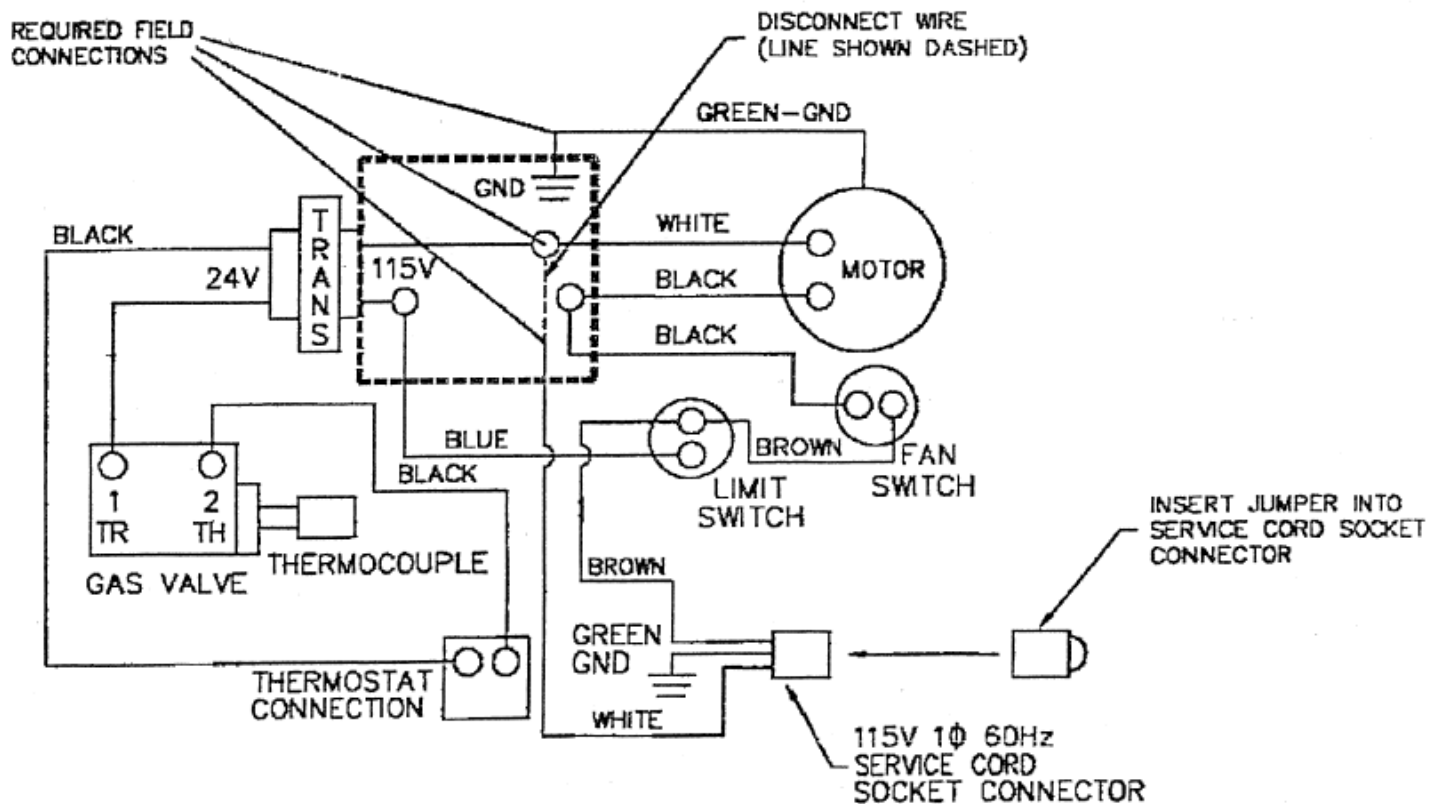 REQUIRED FIELD
CONNECTIONS
DISCONNECT WIRE
(LINE SHOWN DASHED)
GREEN-GND
GND
WHITE
MOTOR
BLACK
BLACK
BLACK
24V
TRANS
115V
BLUE
BLACK
BROWN
LIMIT
SWITCH
FAN
SWITCH
1
TR
2
TH
GAS VALVE
THERMOCOUPLE
INSERT JUMPER INTO
SERVICE CORD SOCKET
CONNECTOR
BROWN
GREEN
GND
THERMOSTAT
CONNECTION
WHITE
115V 1Φ 60Hz
SERVICE CORD
SOCKET CONNECTOR